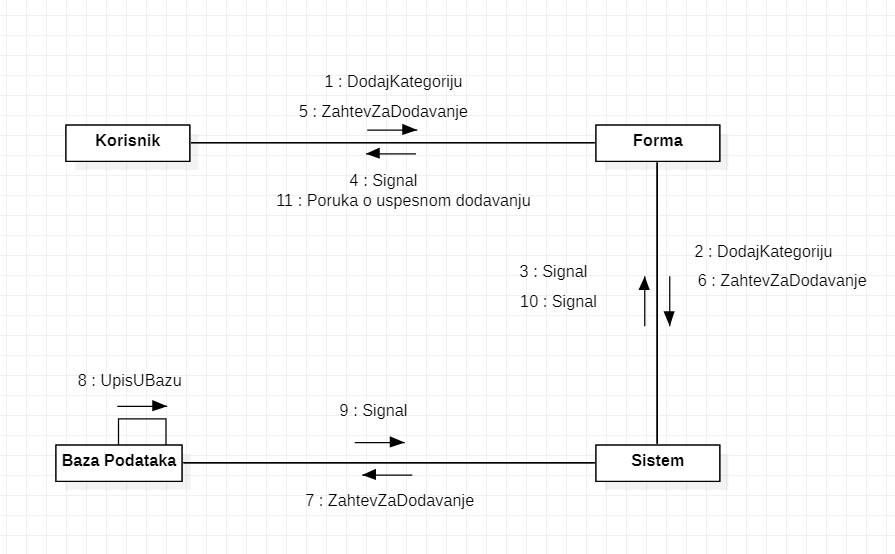 1 : DodajKategoriju
5 : ZahtevZaDodavanje
Korisnik
Forma
4 : Signal
11 : Poruka o uspesnom dodavanju
2 : DodajKategoriju
3 : Signal
6 : ZahtevZaDodavanje
10 : Signal
8 : UpisUBazu
9 : Signal
Baza Podataka
Sistem
7 : ZahtevZaDodavanje